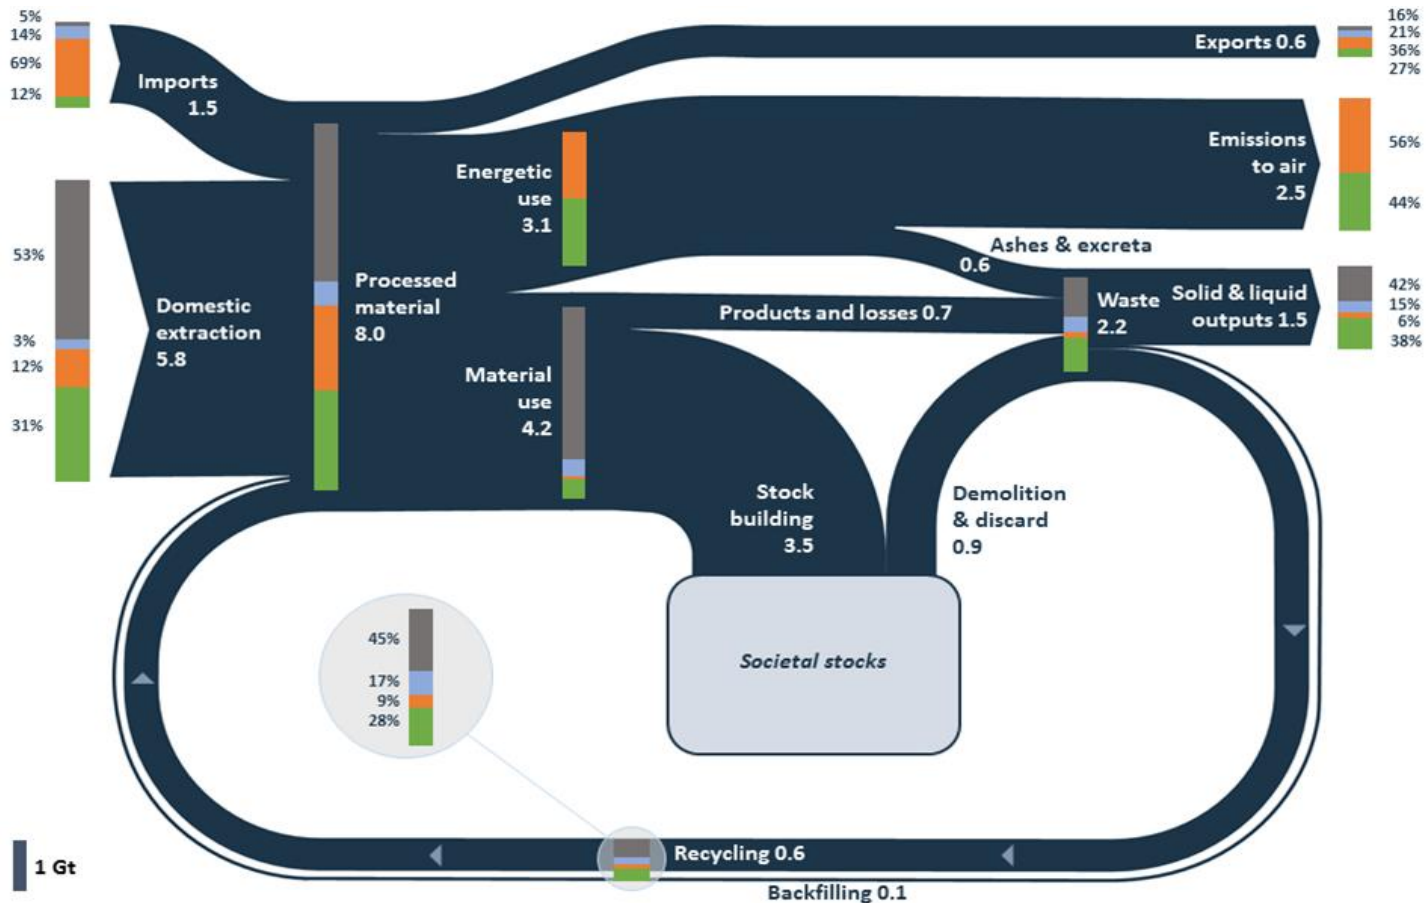 5%
14%
69%
12%
Imports
1.5
53%
3%
12%
31%
Domestic
extraction
5.8
Processed
material
8.0
Energetic
use
3.1
Material
use
4.2
Exports 0.6
16%
21%
36%
27%
Emissions
to air
2.5
56%
44%
Ashes & excreta
0.6
Products and losses 0.7
Waste
2.2
Solid & liquid
outputs 1.5
42%
15%
6%
38%
Stock
building
3.5
Demolition
& discard
0.9
Societal stocks
45%
17%
9%
28%
Recycling 0.6
Backfilling 0.1
1 Gt